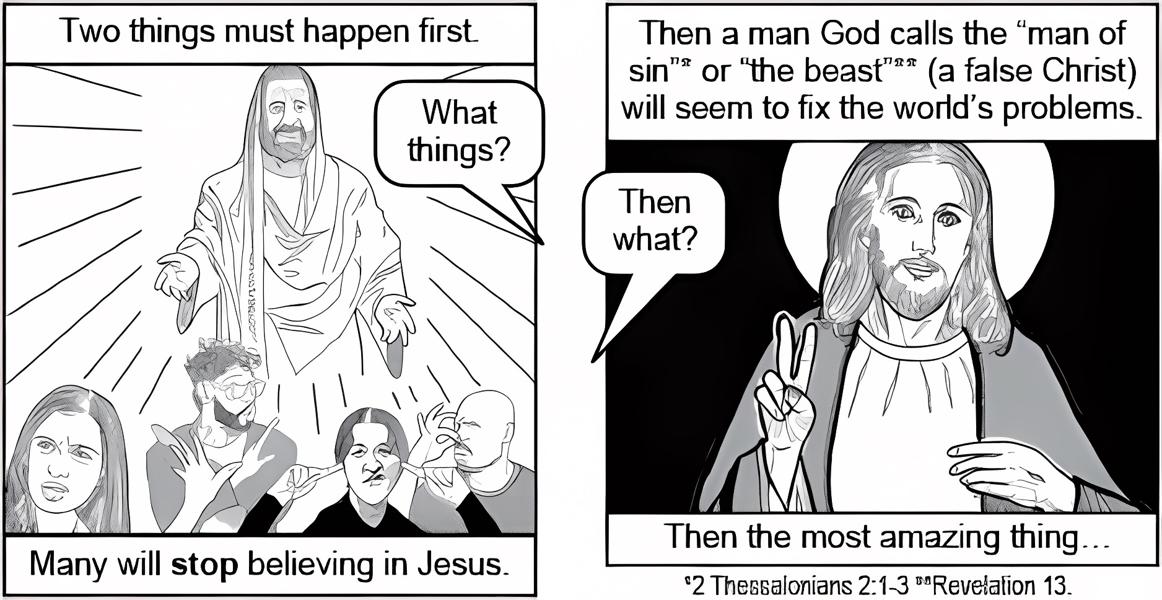 Two things must happen first.
What
things?
Many will stop believing in Jesus.
Then a man God calls the “man of
sin”* or “the beast”** (a false Christ)
will seem to fix the world’s problems.
Then
what?
Then the most amazing thing...
*2 Thessalonians 2:1-3 **Revelation 13.